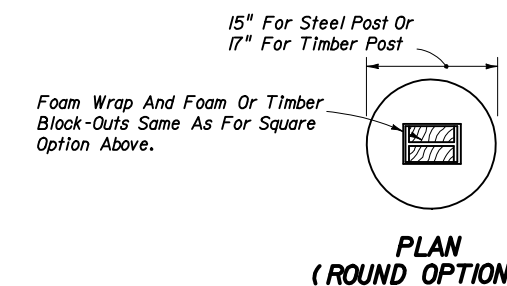 15" For Steel Post Or
17" For Timber Post
Foam Wrap And Foam Or Timber
Block-Outs Same As For Square
Option Above.
PLAN
(ROUND OPTION